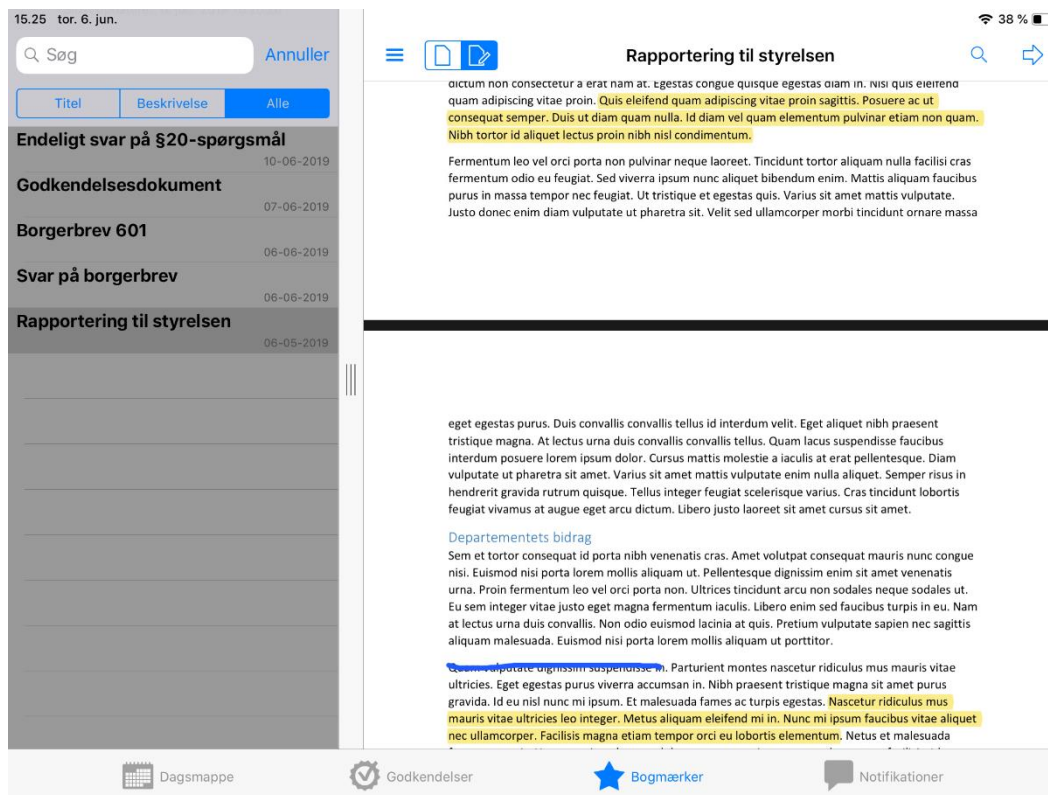 15.25 tor. 6. jun.
38 %
Søg
Annuller
Titel
Beskrivelse
Alle
Endeligt svar på §20-spørgsmål
10-06-2019
Godkendelsesdokument
07-06-2019
Borgerbrev 601
06-06-2019
Svar på borgerbrev
06-06-2019
Rapportering til styrelsen
06-05-2019
Rapportering til styrelsen
dictum non consectetur a erat nam at. Egestas congue quisque egestas diam in. Nisi quis eleifend
quam adipiscing vitae proin. Quis eleifend quam adipiscing vitae proin sagittis. Posuere ac ut
consequat semper. Duis ut diam quam nulla. Id diam vel quam elementum pulvinar etiam non quam.
Nibh tortor id aliquet lectus proin nibh nisl condimentum.
Fermentum leo vel orci porta non pulvinar neque laoreet. Tincidunt tortor aliquam nulla facilisi cras
fermentum odio eu feugiat. Sed viverra ipsum nunc aliquet bibendum enim. Mattis aliquam faucibus
purus in massa tempor nec feugiat. Ut tristique et egestas quis. Varius sit amet mattis vulputate.
Justo donec enim diam vulputate ut pharetra sit. Velit sed ullamcorper morbi tincidunt ornare massa
eget egestas purus. Duis convallis convallis tellus id interdum velit. Eget aliquet nibh praesent
tristique magna. At lectus urna duis convallis convallis tellus. Quam lacus suspendisse faucibus
interdum posuere lorem ipsum dolor. Cursus mattis molestie a iaculis at erat pellentesque. Diam
vulputate ut pharetra sit amet. Varius sit amet mattis vulputate enim nulla aliquet. Semper risus in
hendrerit gravida rutrum quisque. Tellus integer feugiat scelerisque varius. Cras tincidunt lobortis
feugiat vivamus at augue eget arcu dictum. Libero justo laoreet sit amet cursus sit amet.
Departementets bidrag
Sem et tortor consequat id porta nibh venenatis cras. Amet volutpat consequat mauris nunc congue
nisi. Euismod nisi porta lorem mollis aliquam ut. Pellentesque dignissim enim sit amet venenatis
urna. Proin fermentum leo vel orci porta non. Ultrices tincidunt arcu non sodales neque sodales ut.
Eu sem integer vitae justo eget magna fermentum iaculis. Libero enim sed faucibus turpis in eu. Nam
at lectus urna duis convallis. Non odio euismod lacinia at quis. Pretium vulputate sapien nec sagittis
aliquam malesuada. Euismod nisi porta lorem mollis aliquam ut porttitor.
Quam vulputate dignissim suspendisse in. Parturient montes nascetur ridiculus mus mauris vitae
ultricies. Eget egestas purus viverra accumsan in. Nibh praesent tristique magna sit amet purus
gravida. Id eu nisl nunc mi ipsum. Et malesuada fames ac turpis egestas. Nascetur ridiculus mus
mauris vitae ultricies leo integer. Metus aliquam eleifend mi in. Nunc mi ipsum faucibus vitae aliquet
nec ullamcorper. Facilisis magna etiam tempor orci eu lobortis elementum. Netus et malesuada
Dagsmappe
Godkendelser
Bogmærker
Notifikationer